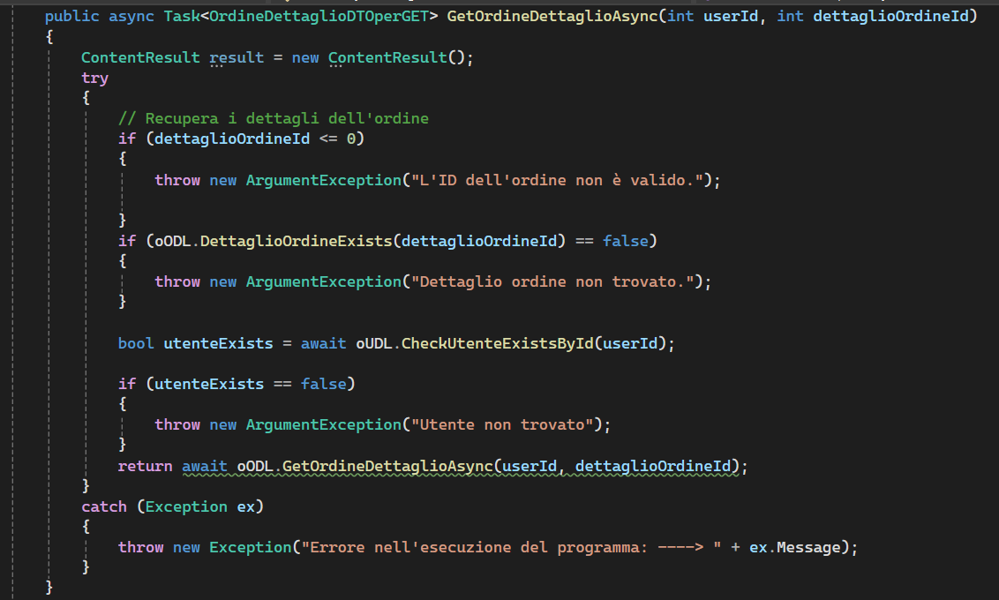 public async Task<OrdineDettaglioDTOperGET> GetOrdineDettaglioAsync(int userId, int dettaglioOrdineId)
{
ContentResult result = new ContentResult();
try
{
// Recupera i dettagli dell'ordine
if (dettaglioOrdineId <= 0)
{
throw new ArgumentException("L'ID dell'ordine non è valido.");
}
if (oODL.DettaglioOrdineExists(dettaglioOrdineId) == false)
{
throw new ArgumentException("Dettaglio ordine non trovato.");
}
bool utenteExists = await oUDL.CheckUtenteExistsById(userId);
if (utenteExists == false)
{
throw new ArgumentException("Utente non trovato");
}
return await oODL.GetOrdineDettaglioAsync(userId, dettaglioOrdineId);
}
catch (Exception ex)
{
throw new Exception("Errore nell'esecuzione del programma: ----> " + ex.Message);
}
}